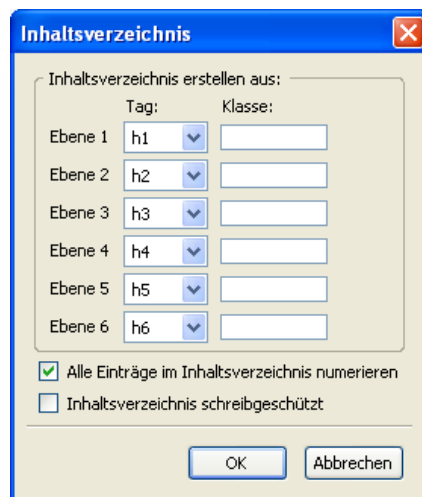 Inhaltsverzeichnis
Inhaltsverzeichnis erstellen aus:
Tag: Klasse:
Ebene 1 h1
Ebene 2 h2
Ebene 3 h3
Ebene 4 h4
Ebene 5 h5
Ebene 6 h6
Alle Einträge im Inhaltsverzeichnis numerieren
Inhaltsverzeichnis schreibgeschützt
OK Abbrechen